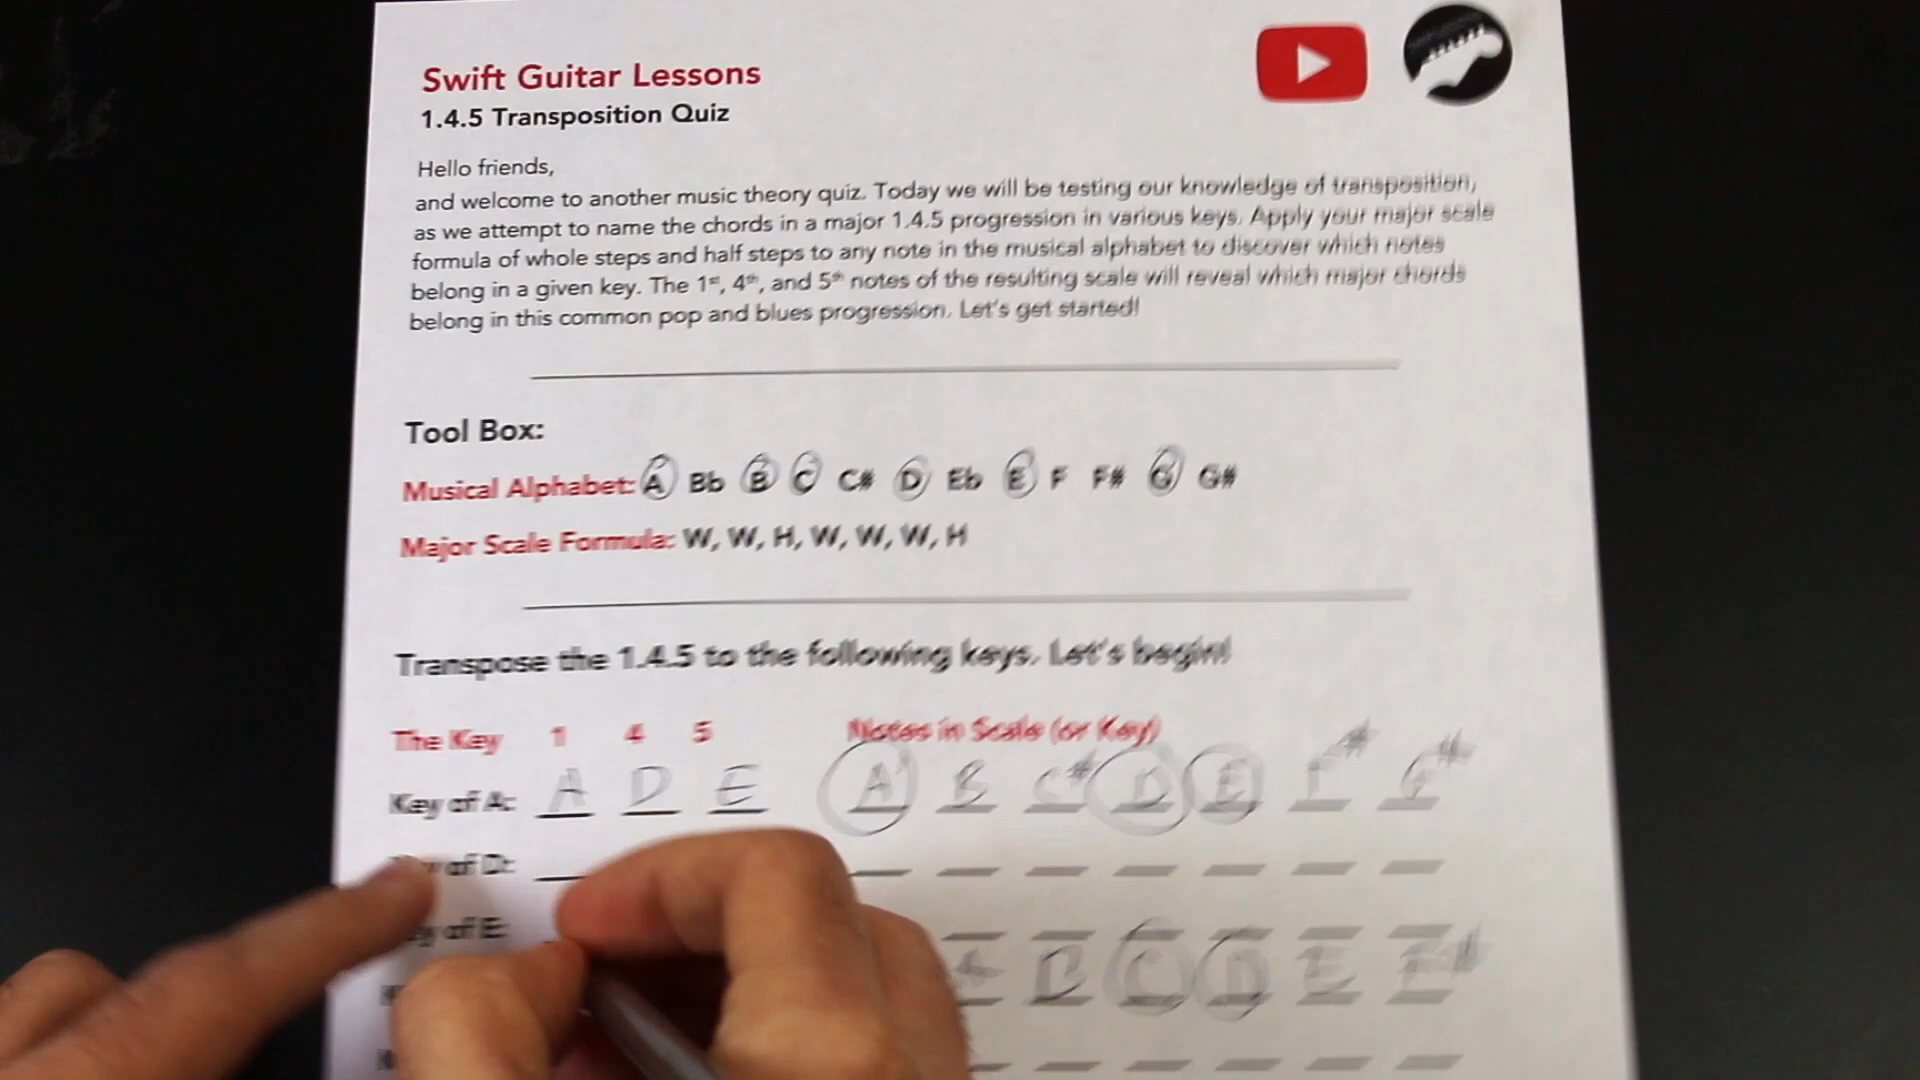 Swift Guitar Lessons
1.4.5 Transposition Quiz
Hello friends,
and welcome to another music theory quiz. Today we will be testing our knowledge of transposition,
as we attempt to name the chords in a major 1.4.5 progression in various keys. Apply your major scale
formula of whole steps and half steps to any note in the musical alphabet to discover which notes
belong in a given key. The 1st, 4th, and 5th notes of the resulting scale will reveal which major chords
belong in this common pop and blues progression. Let's get started!
Tool Box:
Musical Alphabet: A Bb B C C# D Eb E F F# G G#
Major Scale Formula: W, W, H, W, W, W, H
Transpose the 1.4.5 to the following keys. Let's begin!
The Key 1 4 5 Notes in Scale (or Key)
Key of A: A D E A B C# D E F# G#
of D:
of E:
A B C D E F#